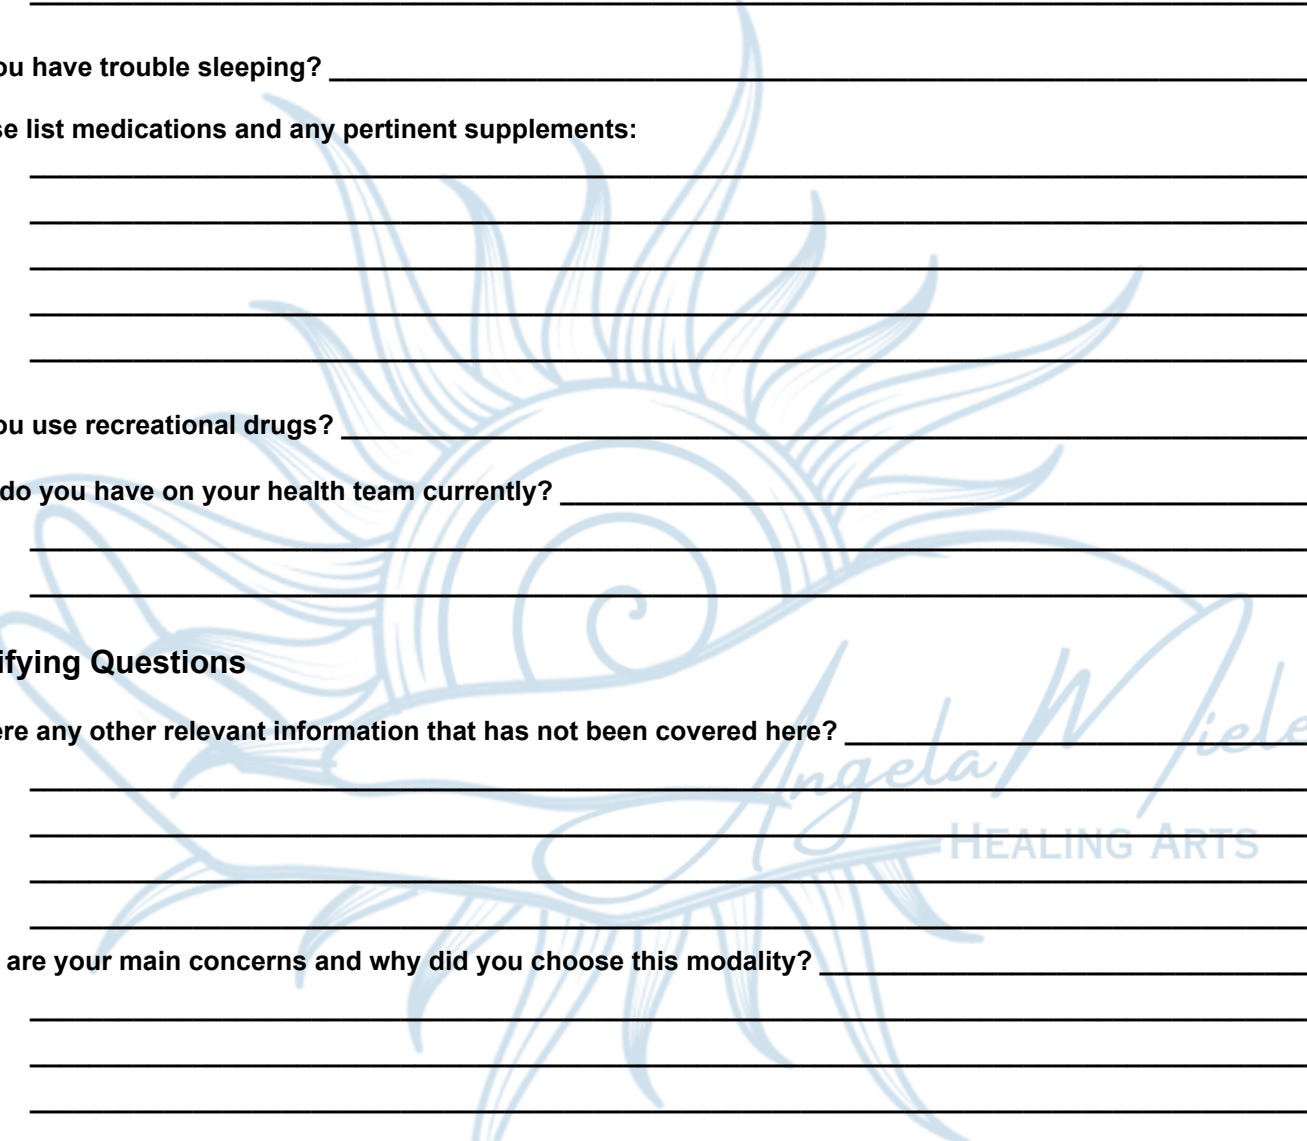 ou have trouble sleeping?
se list medications and any pertinent supplements:
ou use recreational drugs?
do you have on your health team currently?
ifying Questions
ere any other relevant information that has not been covered here?
Angela Miele
HEALING ARTS
are your main concerns and why did you choose this modality?